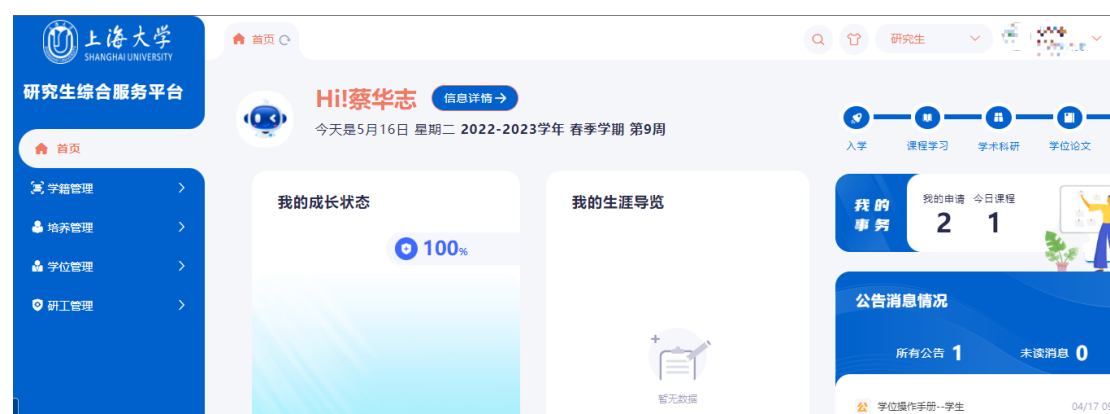 上海大学
SHANGHAI UNIVERSITY
研究生综合服务平台
首页
学籍管理
培养管理
学位管理
研工管理
首页
研究生
Hi!蔡华志 信息详情
今天是5月16日 星期二 2022-2023学年 春季学期 第9周
入学 课程学习 学术科研 学位论文
我的成长状态
100%
我的生涯导览
暂无数据
我的
事务
我的申请 今日课程
2 1
公告消息情况
所有公告 1 未读消息 0
公 学位操作手册--学生 04/17